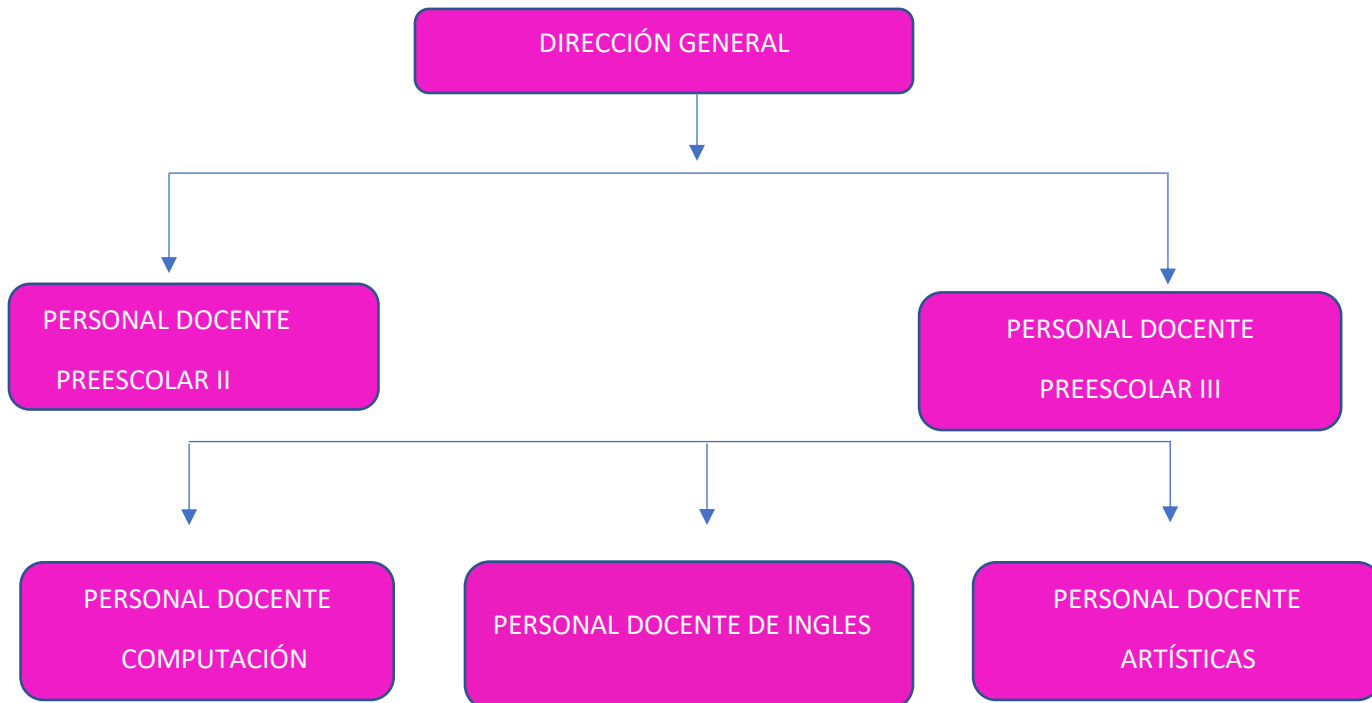 DIRECCIÓN GENERAL
PERSONAL DOCENTE
PREESCOLAR II
PERSONAL DOCENTE
PREESCOLAR III
PERSONAL DOCENTE
COMPUTACIÓN
PERSONAL DOCENTE DE INGLES
PERSONAL DOCENTE
ARTÍSTICAS